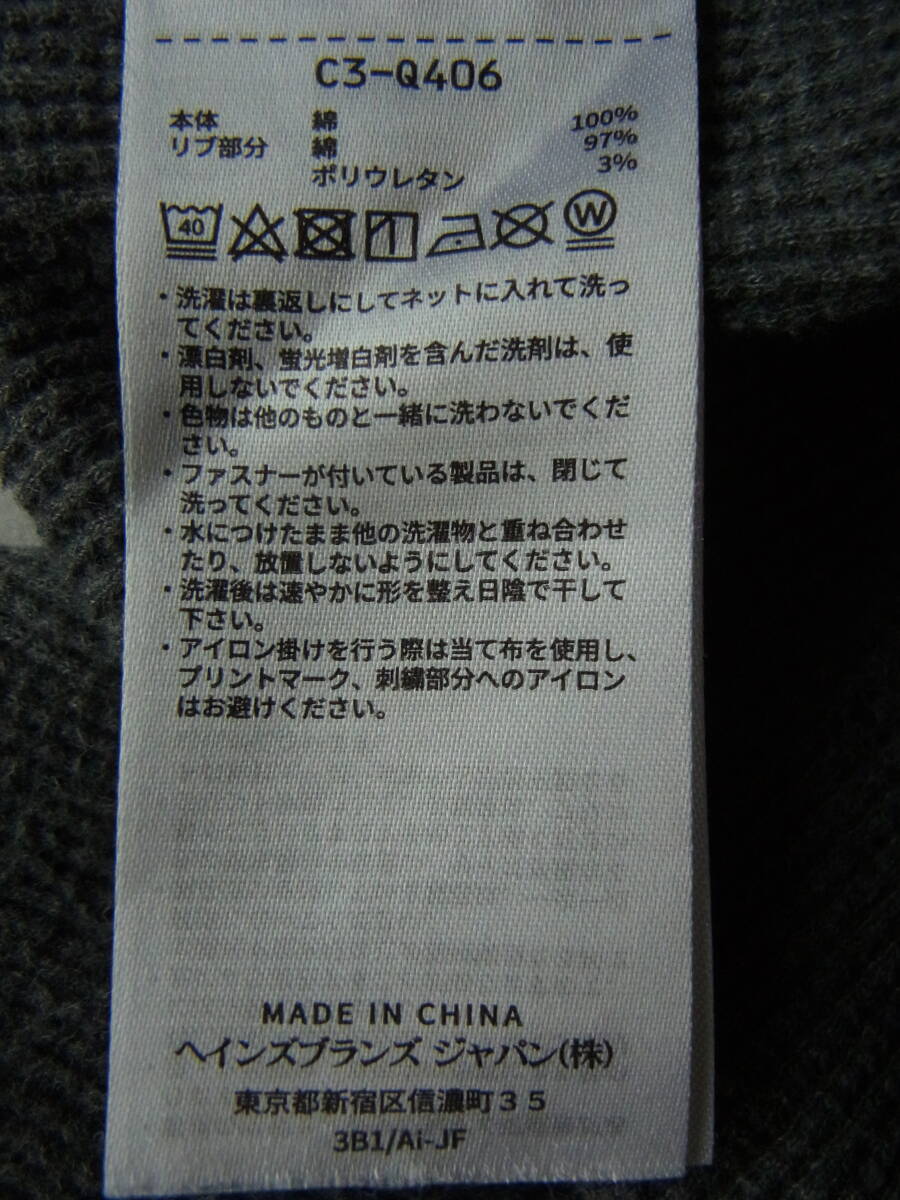 C3-Q406
本体 綿 100%
リブ部分 綿 97%
ポリウレタン 3%
40 W
・洗濯は裏返しにしてネットに入れて洗っ
てください。
・漂白剤、蛍光増白剤を含んだ洗剤は、使
用しないでください。
・色物は他のものと一緒に洗わないでくだ
さい。
・ファスナーが付いている製品は、閉じて
洗ってください。
・水につけたまま他の洗濯物と重ね合わせ
たり、放置しないようにしてください。
・洗濯後は速やかに形を整え日陰で干して
下さい。
・アイロン掛けを行う際は当て布を使用し、
プリントマーク、刺繍部分へのアイロン
はお避けください。
MADE IN CHINA
ヘインズブランズ ジャパン(株)
東京都新宿区信濃町３５
3B1/Ai-JF